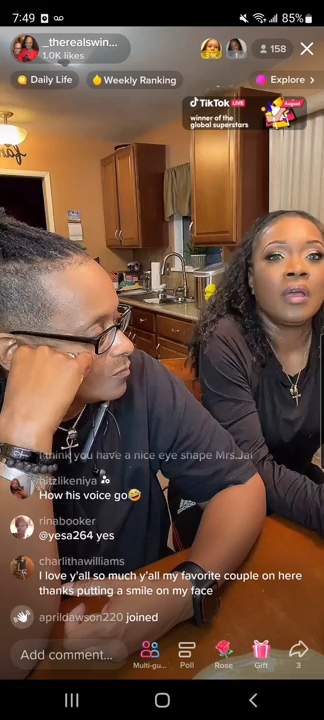 7:49
85%
_therealswin...
1.0K likes
158
Daily Life
Weekly Ranking
Explore >
TikTok LIVE
August
winner of the
global superstars
I think you have a nice eye shape Mrs.Jai
nitzlikeniya
How his voice go🤣
rinabooker
@yesa264 yes
charlithawilliams
I love y'all so much y'all my favorite couple on here
thanks putting a smile on my face
aprildawson220 joined
Add comment...
Multi-gu...
Poll
Rose
Gift
3